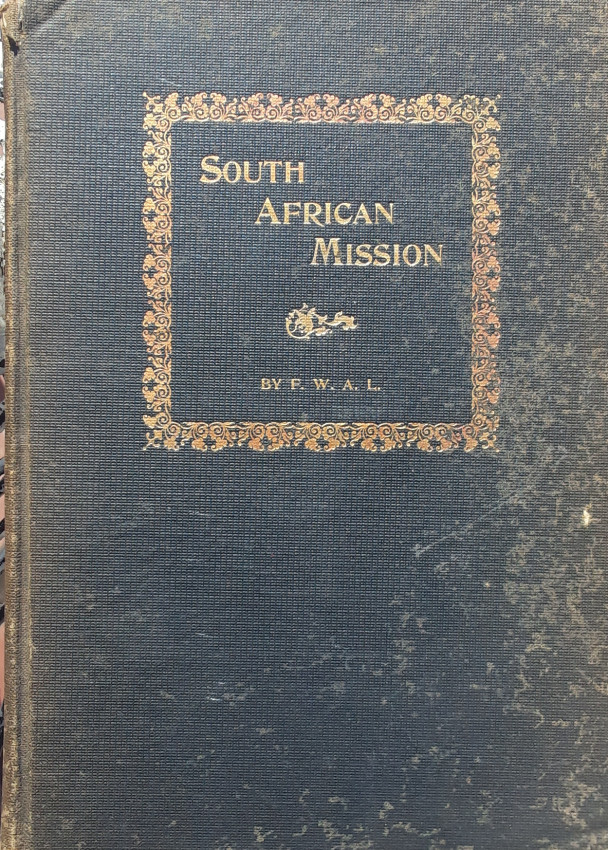 SOUTH
AFRICAN
MISSION
BY F. W. A. L.